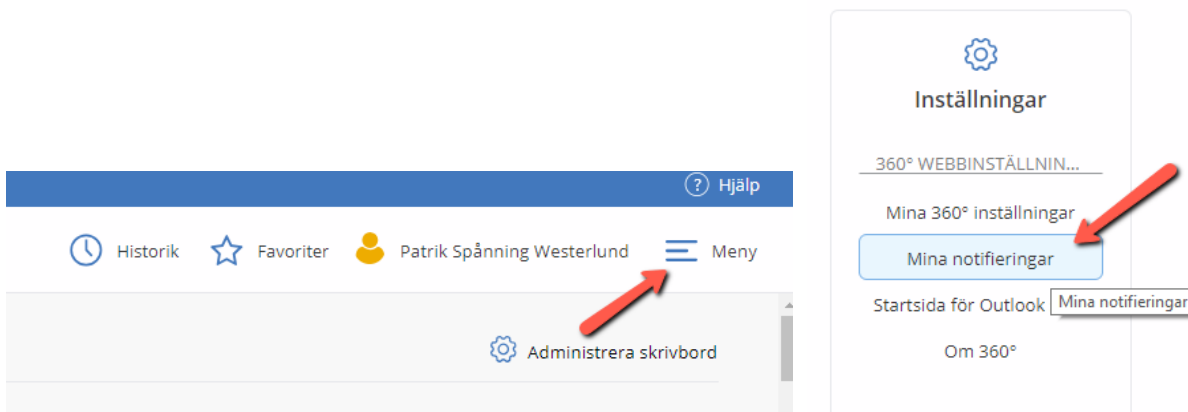 Hjälp
Historik Favoriter Patrik Spånning Westerlund Meny
Administrera skrivbord
Inställningar
360° WEBBINSTÄLLNIN...
Mina 360° inställningar
Mina notifieringar
Startsida för Outlook
Mina notifieringar
Om 360°